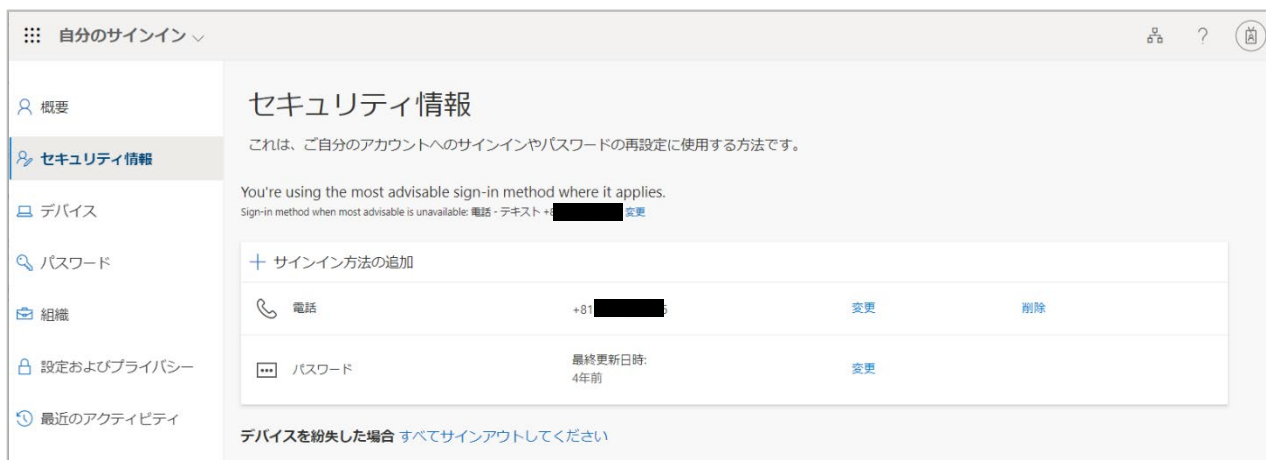 自分のサインイン
?
概要
セキュリティ情報
デバイス
パスワード
組織
設定およびプライバシー
最近のアクティビティ
セキュリティ情報
これは、ご自分のアカウントへのサインインやパスワードの再設定に使用する方法です。
You're using the most advisable sign-in method where it applies.
Sign-in method when most advisable is unavailable: 電話 - テキスト +8 変更
+ サインイン方法の追加
電話 +81 変更 削除
パスワード 最終更新日時: 変更
4年前
デバイスを紛失した場合 すべてサインアウトしてください